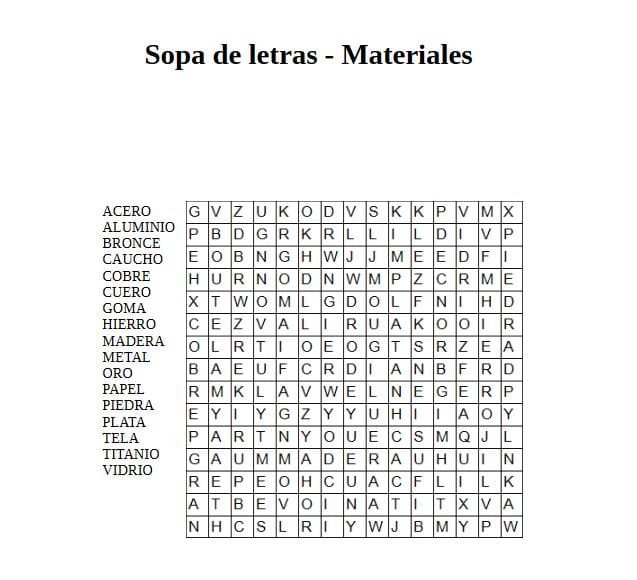 Sopa de letras - Materiales
ACERO
ALUMINIO
BRONCE
CAUCHO
COBRE
CUERO
GOMA
HIERRO
MADERA
METAL
ORO
PAPEL
PIEDRA
PLATA
TELA
TITANIO
VIDRIO
G V Z U K O D V S K K P V M X
P B D G R K R L L I L D I V P
E O B N G H W J J M E E D F I
H U R N O D N W M P Z C R M E
X T W O M L G D O L F N I H D
C E Z V A L I R U A K O O I R
O L R T I O E O G T S R Z E A
B A E U F C R D I A N B F R D
R M K L A V W E L N E G E R P
E Y I Y G Z Y Y U H I I A O Y
P A R T N Y O U E C S M Q J L
G A U M M A D E R A U H U I N
R E P E O H C U A C F L I L K
A T B E V O I N A T I T X V A
N H C S L R I Y W J B M Y P W